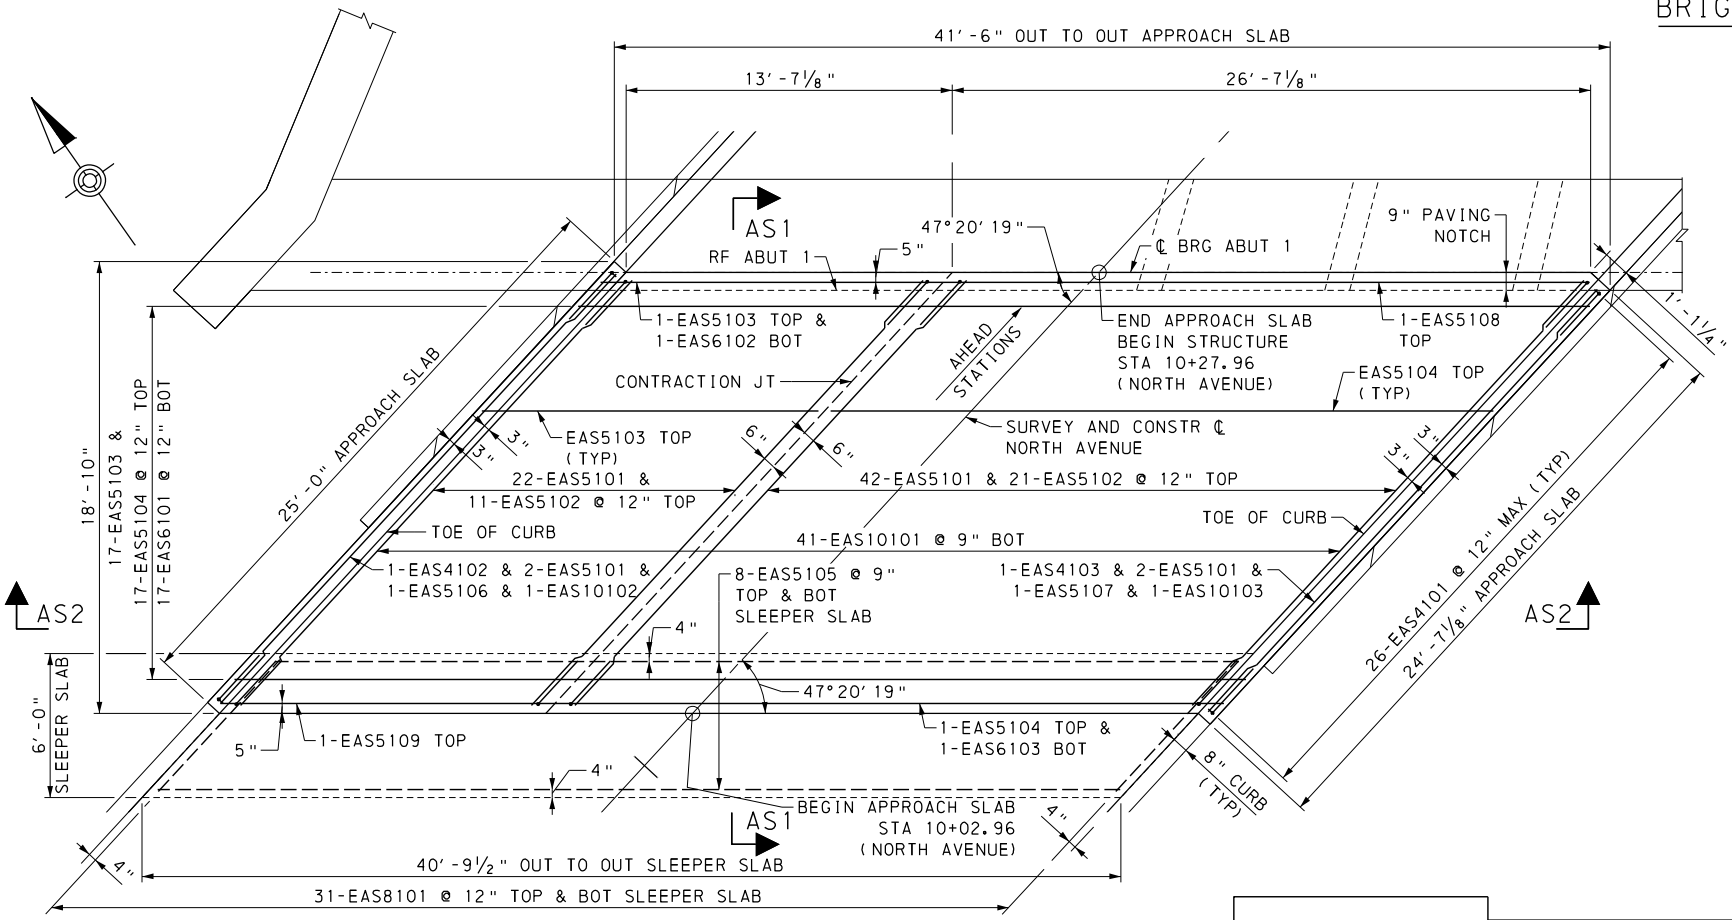 BRIG
41'-6" OUT TO OUT APPROACH SLAB
13'-7⅛"
26'-7⅛"
AS1
47°20'19"
9" PAVING
NOTCH
RF ABUT 1
5"
℄ BRG ABUT 1
1'-1¼"
1-EAS5103 TOP &
1-EAS6102 BOT
AHEAD
STATIONS
END APPROACH SLAB
BEGIN STRUCTURE
STA 10+27.96
(NORTH AVENUE)
1-EAS5108
TOP
CONTRACTION JT
EAS5104 TOP
(TYP)
25'-0" APPROACH SLAB
18'-10"
17-EAS5103 &
17-EAS5104 @ 12" TOP
17-EAS6101 @ 12" BOT
3"
3"
EAS5103 TOP
(TYP)
6"
6"
SURVEY AND CONSTR ℄
NORTH AVENUE
3"
3"
22-EAS5101 &
11-EAS5102 @ 12" TOP
42-EAS5101 & 21-EAS5102 @ 12" TOP
TOE OF CURB
TOE OF CURB
41-EAS10101 @ 9" BOT
26-EAS4101 @ 12" MAX (TYP)
24'-7⅛" APPROACH SLAB
1-EAS4102 & 2-EAS5101 &
1-EAS5106 & 1-EAS10102
8-EAS5105 @ 9"
TOP & BOT
SLEEPER SLAB
1-EAS4103 & 2-EAS5101 &
1-EAS5107 & 1-EAS10103
AS2
AS2
4"
47°20'19"
6'-0"
SLEEPER SLAB
5"
1-EAS5109 TOP
1-EAS5104 TOP &
1-EAS6103 BOT
4"
8" CURB
(TYP)
BEGIN APPROACH SLAB
STA 10+02.96
(NORTH AVENUE)
AS1
4"
4"
40'-9½" OUT TO OUT SLEEPER SLAB
31-EAS8101 @ 12" TOP & BOT SLEEPER SLAB